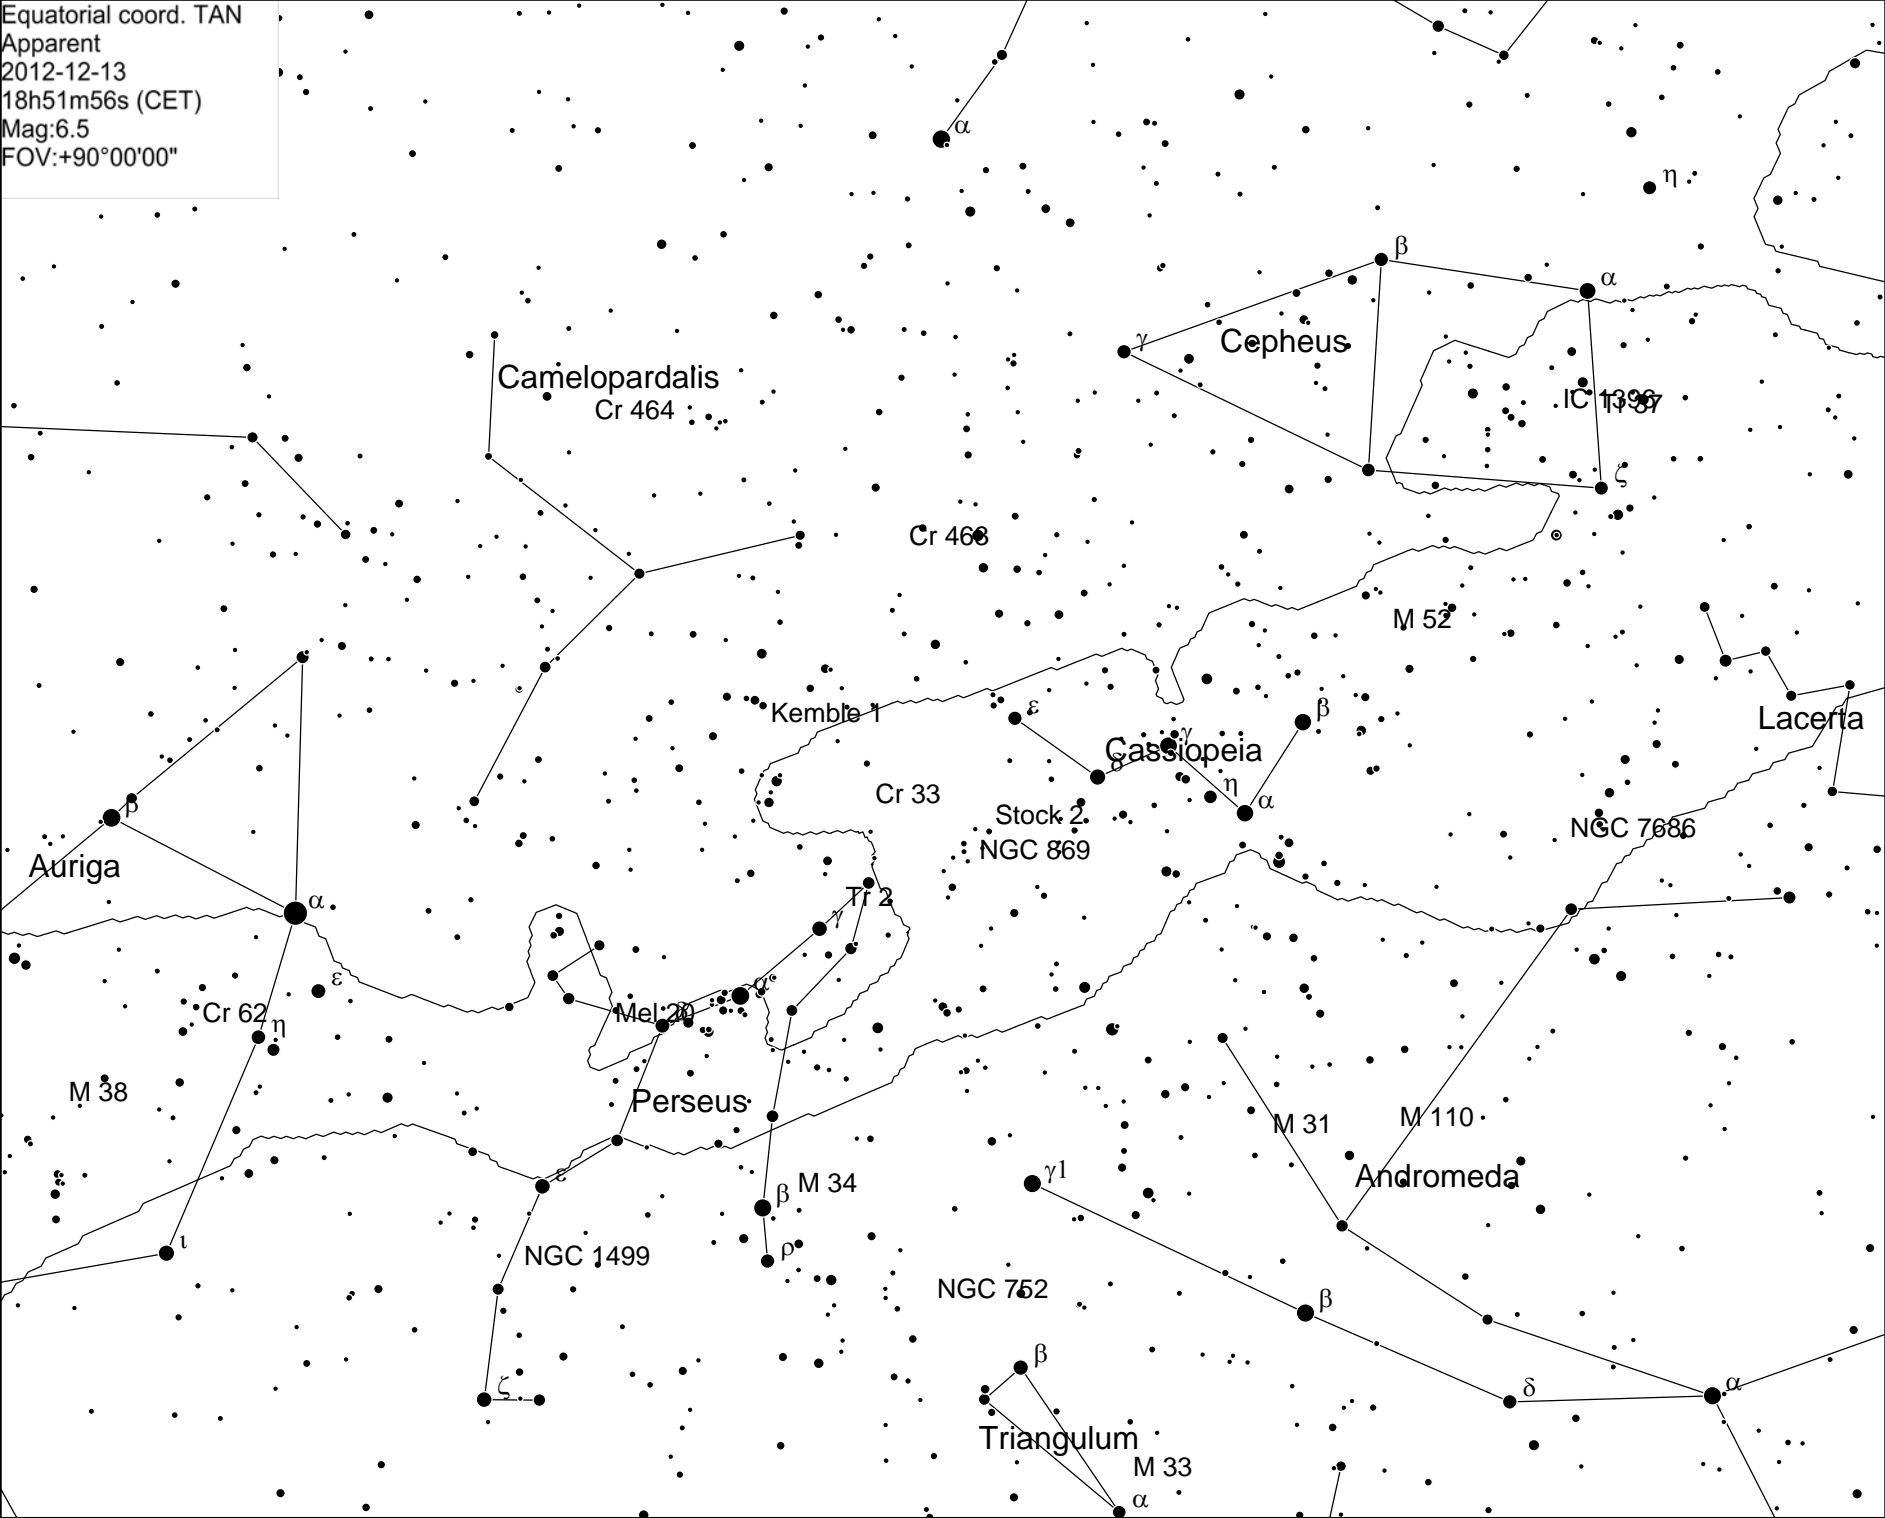 Equatorial coord. TAN
Apparent
2012-12-13
18h51m56s (CET)
Mag:6.5
FOV:+90°00'00"
α
η
β
α
γ
Cepheus
Camelopardalis
Cr 464
IC 1396
Tr 37
ζ
Cr 463
M 52
Kemble 1
ε
β
Lacerta
γ
Cassiopeia
δ
η
α
Cr 33
β
Stock 2
NGC 7686
NGC 869
Auriga
Tr 2
α
γ
ε
α
Cr 62
η
Mel 20
δ
M 38
Perseus
M 31
M 110
ε
γ1
Andromeda
β
M 34
ι
ρ
NGC 1499
NGC 752
β
β
ζ
δ
α
Triangulum
M 33
α